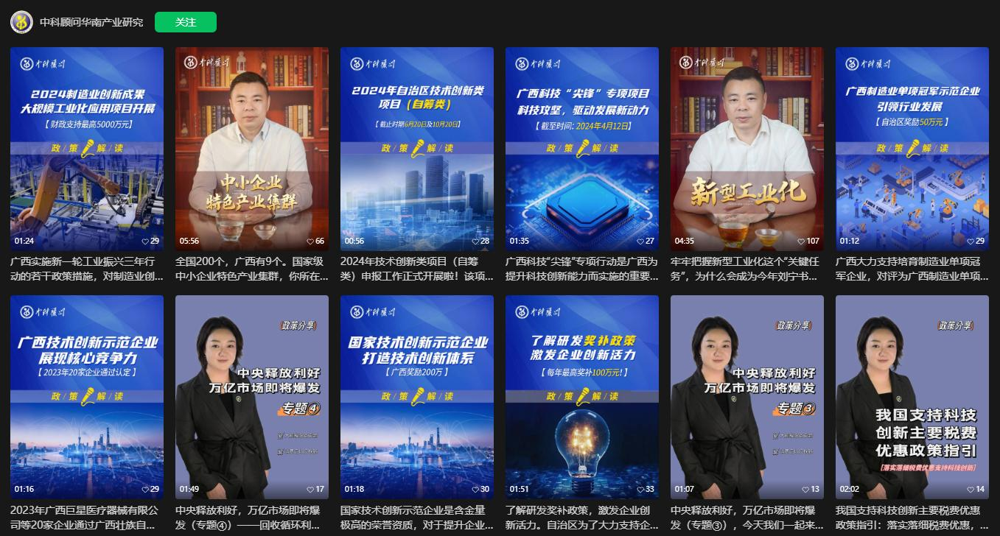 中科顾问华南产业研究
关注
中科顾问
2024制造业创新成果
大规模工业化应用项目开展
【 财政支持最高5000万元】
政/策 解/读
01:24
29
广西实施新一轮工业振兴三年行
动的若干政策措施，对制造业创...
中科顾问
中小企业
特色产业集群
05:56
66
全国200个，广西有9个。国家级
中小企业特色产业集群，你所在...
中科顾问
2024年自治区技术创新类
项目（自筹类）
【 截止时期6月20日及10月20日】
政/策 解/读
00:56
28
2024年技术创新类项目（自筹
类）申报工作正式开展啦！该项...
中科顾问
广西科技“尖锋”专项项目
科技攻坚，驱动发展新动力
【 截至时间：2024年4月12日】
政/策 解/读
01:35
27
广西科技“尖锋”专项行动是广西为
提升科技创新能力而实施的重要...
中科顾问
新型工业化
04:35
107
牢牢把握新型工业化这个“关键任
务”，为什么会成为今年刘宁书...
中科顾问
广西制造业单项冠军示范企业
引领行业发展
【 自治区奖励50万元 】
政/策 解/读
01:12
29
广西大力支持培育制造业单项冠
军企业，对评为广西制造业单项...
中科顾问
广西技术创新示范企业
展现核心竞争力
【 2023年20家企业通过认定 】
政/策 解/读
01:16
29
2023年广西巨星医疗器械有限公
司等20家企业通过广西壮族自...
政策分享
中央释放利好
万亿市场即将爆发
专题④
01:49
17
中央释放利好，万亿市场即将爆
发（专题④）——回收循环利...
中科顾问
国家技术创新示范企业
打造技术创新体系
【 广西奖励200万 】
政/策 解/读
01:18
30
国家技术创新示范企业是含金量
极高的荣誉资质，对于提升企业...
中科顾问
了解研发奖补政策
激发企业创新活力
【 每年最高奖补100万元! 】
政/策 解/读
01:51
33
了解研发奖补政策，激发企业创
新活力。自治区为了大力支持企...
政策分享
中央释放利好
万亿市场即将爆发
专题③
01:07
13
中央释放利好，万亿市场即将爆
发（专题③），今天我们一起来...
政策分享
我国支持科技
创新主要税费
优惠政策指引
【落实落细税费优惠支持科技创新】
02:02
14
我国支持科技创新主要税费优惠
政策指引：落实落细税费优惠，...